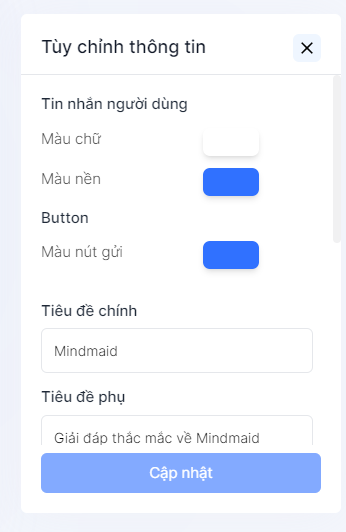 Tùy chỉnh thông tin
Tin nhắn người dùng
Màu chữ
Màu nền
Button
Màu nút gửi
Tiêu đề chính
Mindmaid
Tiêu đề phụ
Giải đáp thắc mắc về Mindmaid
Cập nhật